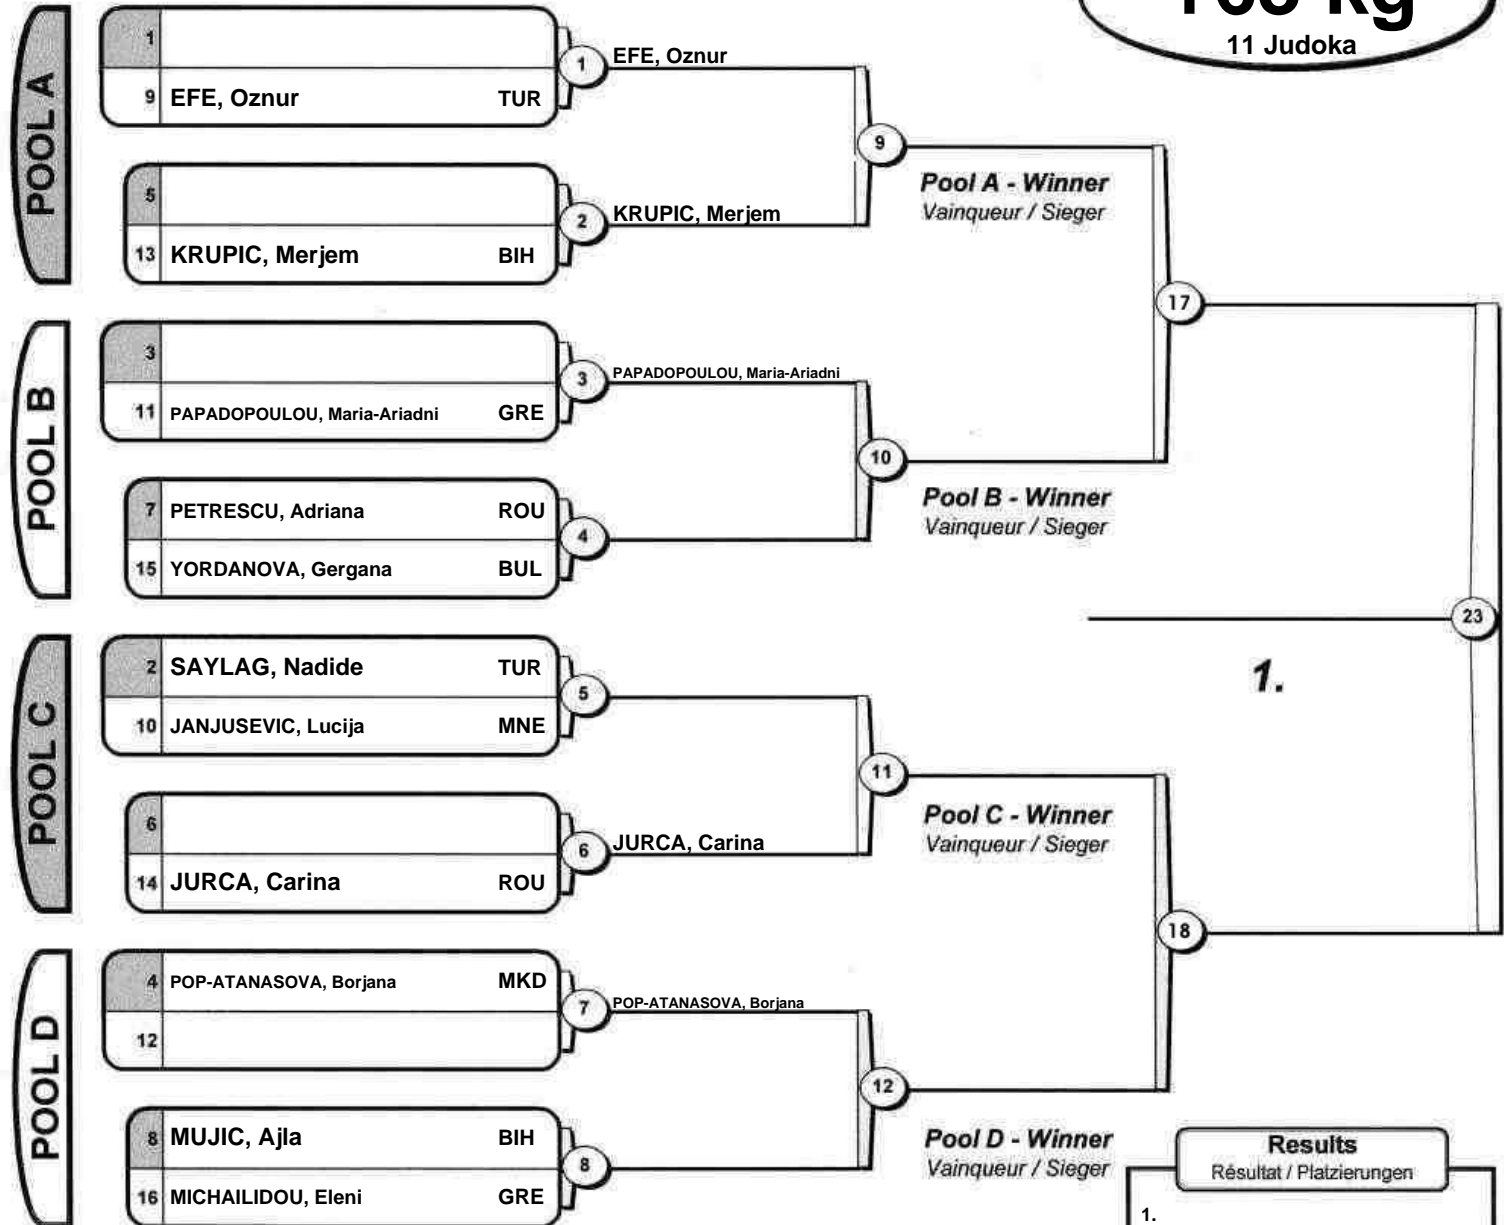 kg
11 Judoka
POOL A
1
9 EFE, Oznur TUR
1 EFE, Oznur
5
13 KRUPIC, Merjem BIH
2 KRUPIC, Merjem
9
Pool A - Winner
Vainqueur / Sieger
POOL B
3
11 PAPADOPOULOU, Maria-Ariadni GRE
3 PAPADOPOULOU, Maria-Ariadni
7 PETRESCU, Adriana ROU
15 YORDANOVA, Gergana BUL
4
10
Pool B - Winner
Vainqueur / Sieger
17
POOL C
2 SAYLAG, Nadide TUR
10 JANJUSEVIC, Lucija MNE
5
6
14 JURCA, Carina ROU
6 JURCA, Carina
11
Pool C - Winner
Vainqueur / Sieger
POOL D
4 POP-ATANASOVA, Borjana MKD
12
7 POP-ATANASOVA, Borjana
8 MUJIC, Ajla BIH
16 MICHAILIDOU, Eleni GRE
8
12
Pool D - Winner
Vainqueur / Sieger
18
23
1.
Results
Résultat / Platzierungen
1.